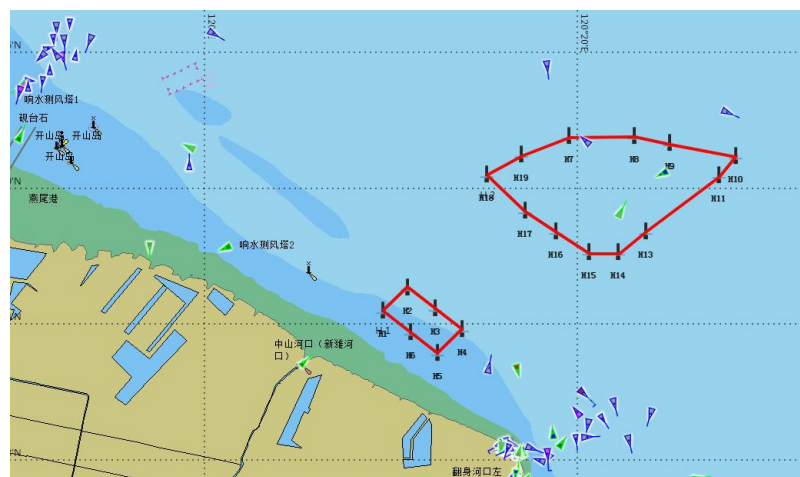 120°20'E
响水测风塔1
砚台石
开山岛
开山岛
开山岛
燕尾港
响水测风塔2
中山河口（新滩河
口）
翻身河口左
H7
H8
H9
H10
H11
H19
H18
H17
H16
H15
H14
H13
H2
H3
H1
H4
H6
H5